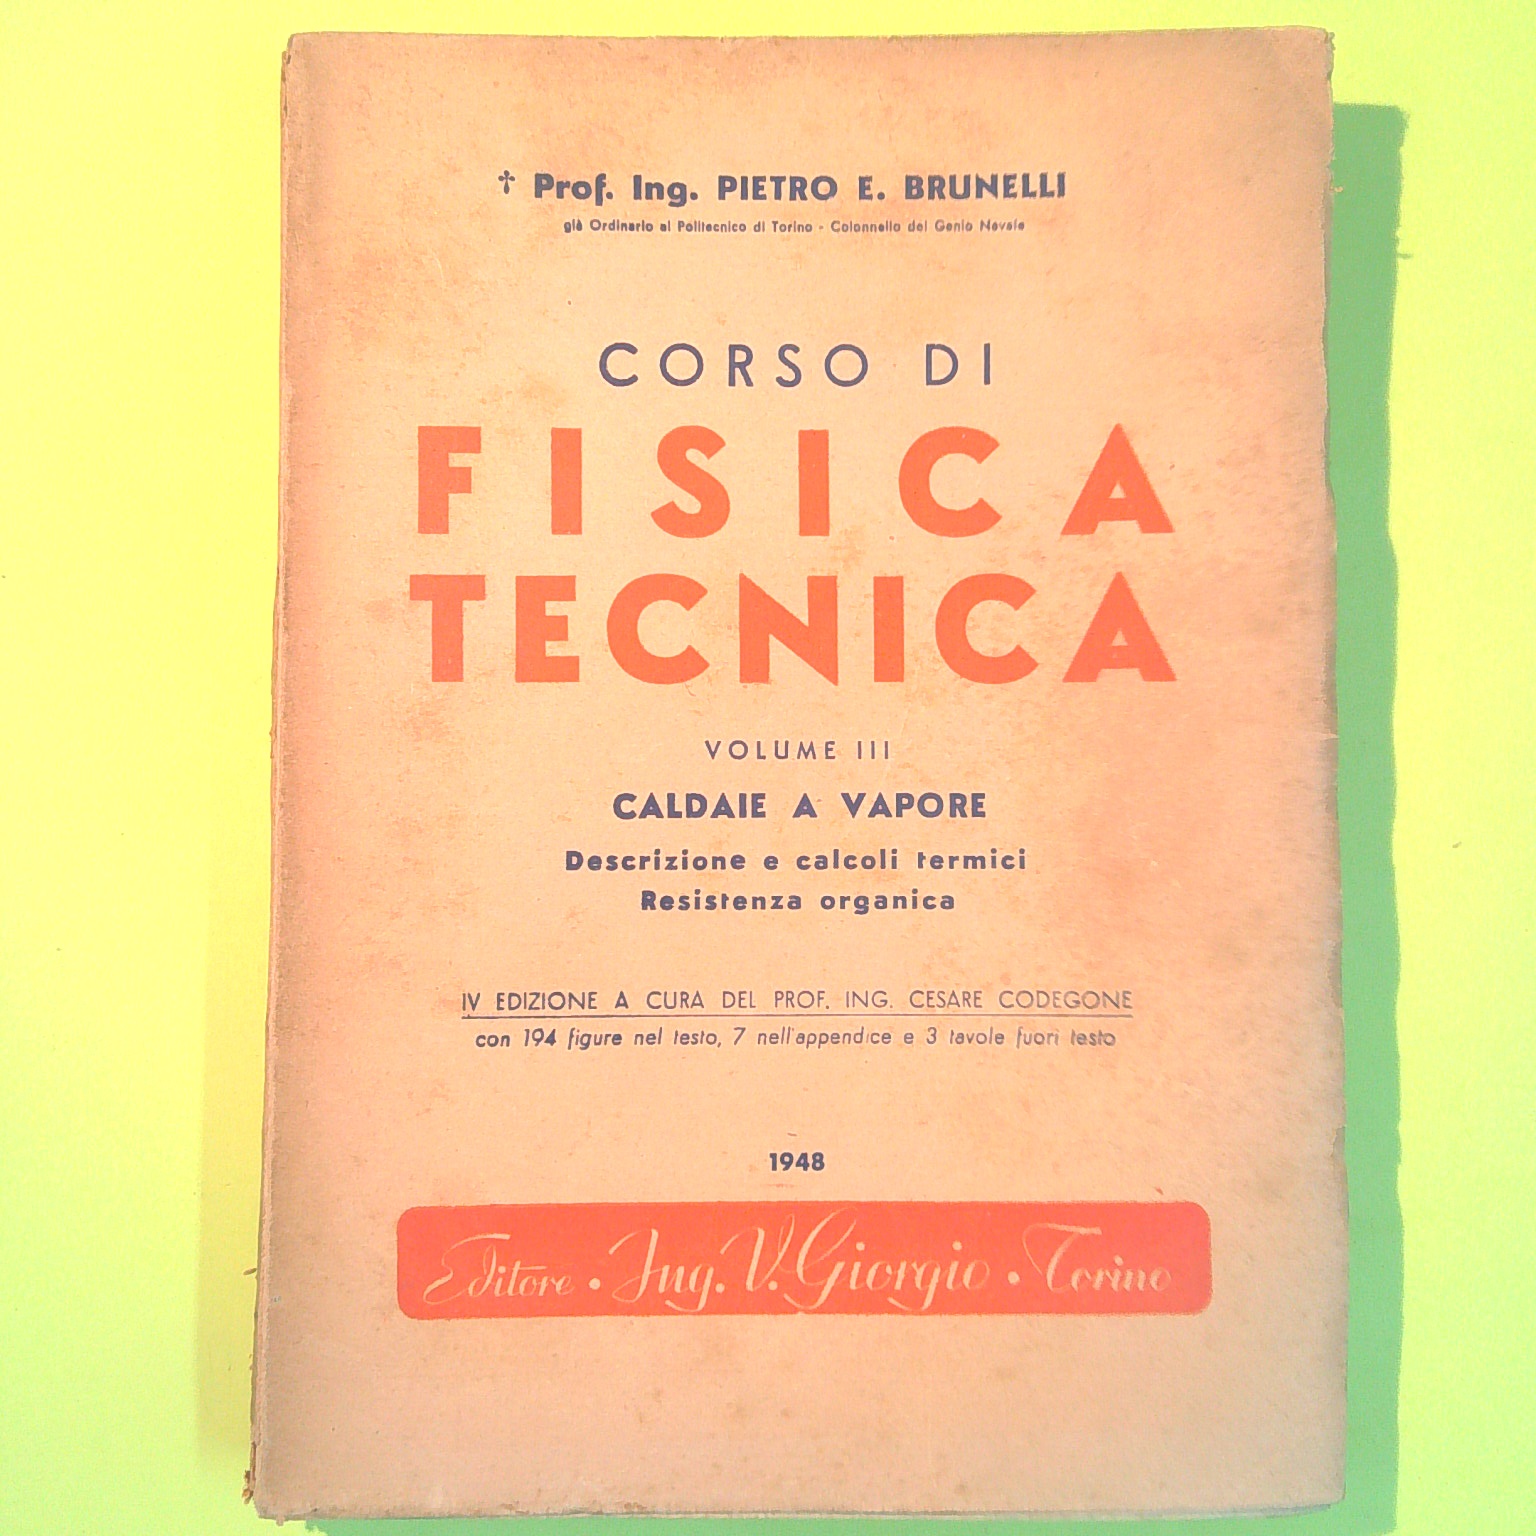 † Prof. Ing. PIETRO E. BRUNELLI
già Ordinario al Politecnico di Torino - Colonnello del Genio Navale
CORSO DI
FISICA
TECNICA
VOLUME III
CALDAIE A VAPORE
Descrizione e calcoli termici
Resistenza organica
IV EDIZIONE A CURA DEL PROF. ING. CESARE CODEGONE
con 194 figure nel testo, 7 nell'appendice e 3 tavole fuori testo
1948
Editore • Ing. V. Giorgio • Torino